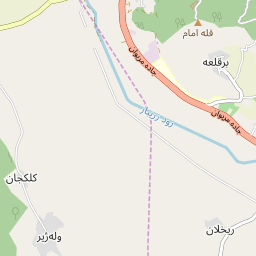 قله امام
جاده مریوان
برقلعه
جاده مریوان
رود زریبار
کلکجان
ریخلان
وله‌ژیر